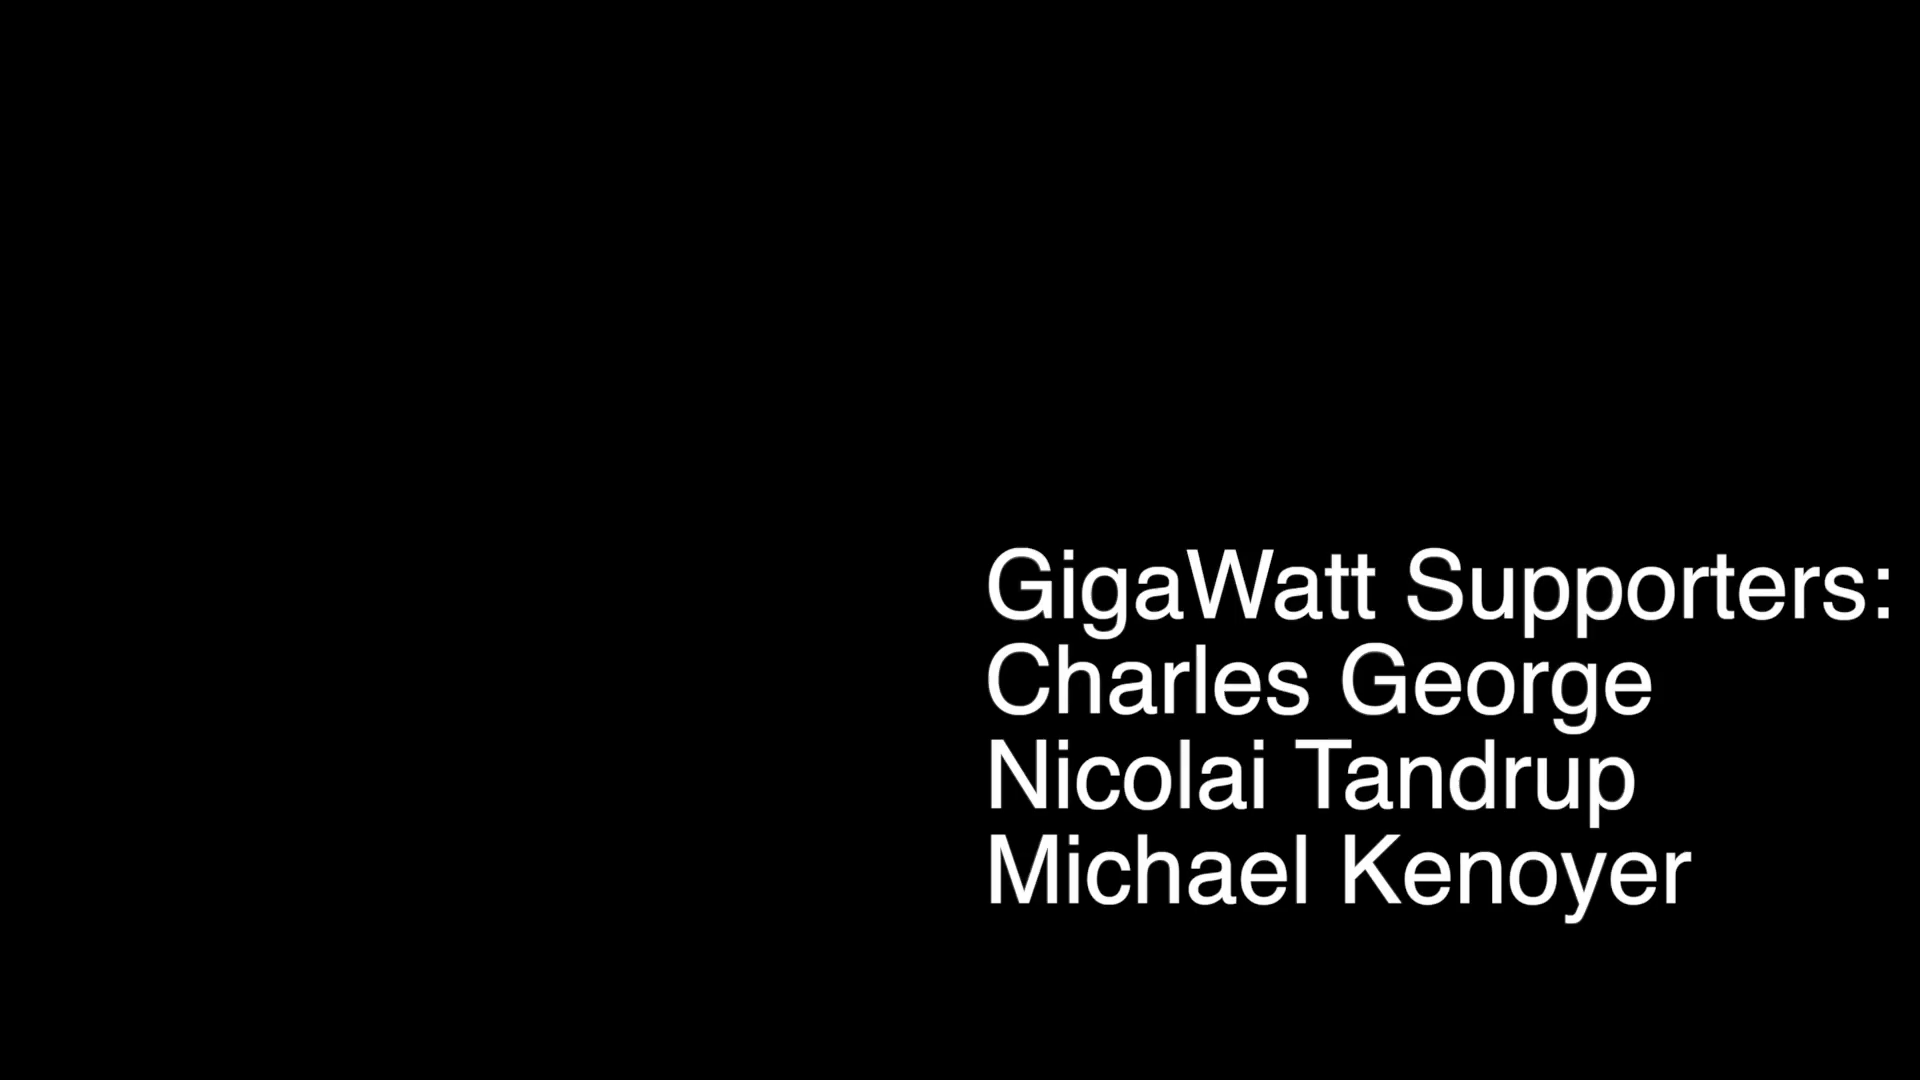 GigaWatt Supporters:
Charles George
Nicolai Tandrup
Michael Kenoyer